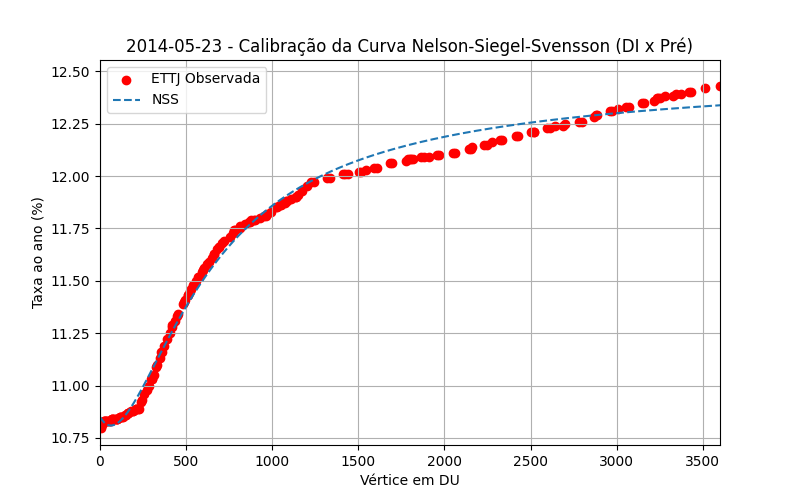 2014-05-23 - Calibração da Curva Nelson-Siegel-Svensson (DI x Pré)
ETTJ Observada
NSS
Taxa ao ano (%)
12.50
12.25
12.00
11.75
11.50
11.25
11.00
10.75
0 500 1000 1500 2000 2500 3000 3500
Vértice em DU